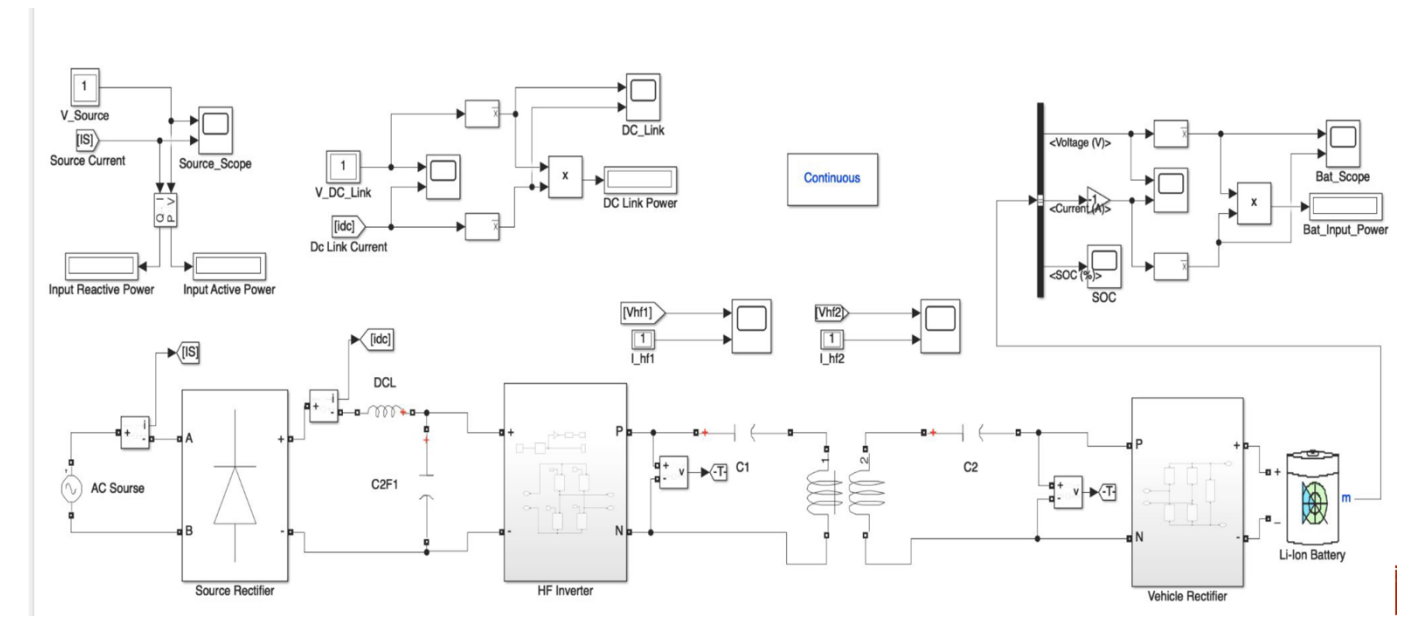 1
V_Source
[IS]
Source Current
Source_Scope
Q I
P V
Input Reactive Power
Input Active Power
1
V_DC_Link
[idc]
Dc Link Current
x̄
x̄
x
DC_Link
DC Link Power
Continuous
<Voltage (V)>
-1
<Current (A)>
<SOC (%)>
SOC
x̄
x̄
x
Bat_Scope
Bat_Input_Power
[Vhf1]
1
I_hf1
[Vhf2]
1
I_hf2
[IS]
[idc]
+ i -
+ i -
DCL
AC Sourse
A
B
+
-
Source Rectifier
C2F1
+
-
P
N
HF Inverter
+ - v
-T-
C1
1
2
C2
+ - v
-T-
P
N
+
-
Vehicle Rectifier
+
−
m
Li-Ion Battery